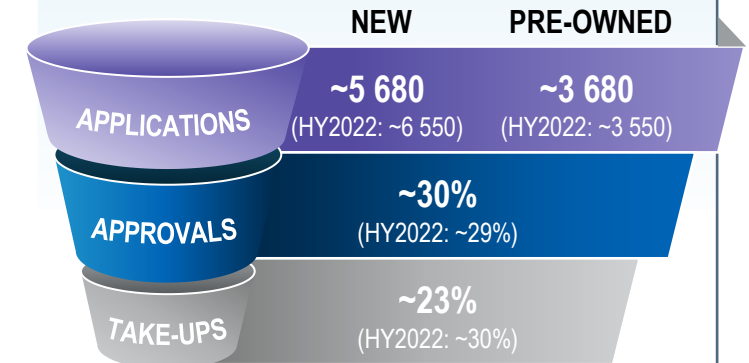 NEW PRE-OWNED
APPLICATIONS
~5 680 ~3 680
(HY2022: ~6 550) (HY2022: ~3 550)
APPROVALS
~30%
(HY2022: ~29%)
TAKE-UPS
~23%
(HY2022: ~30%)